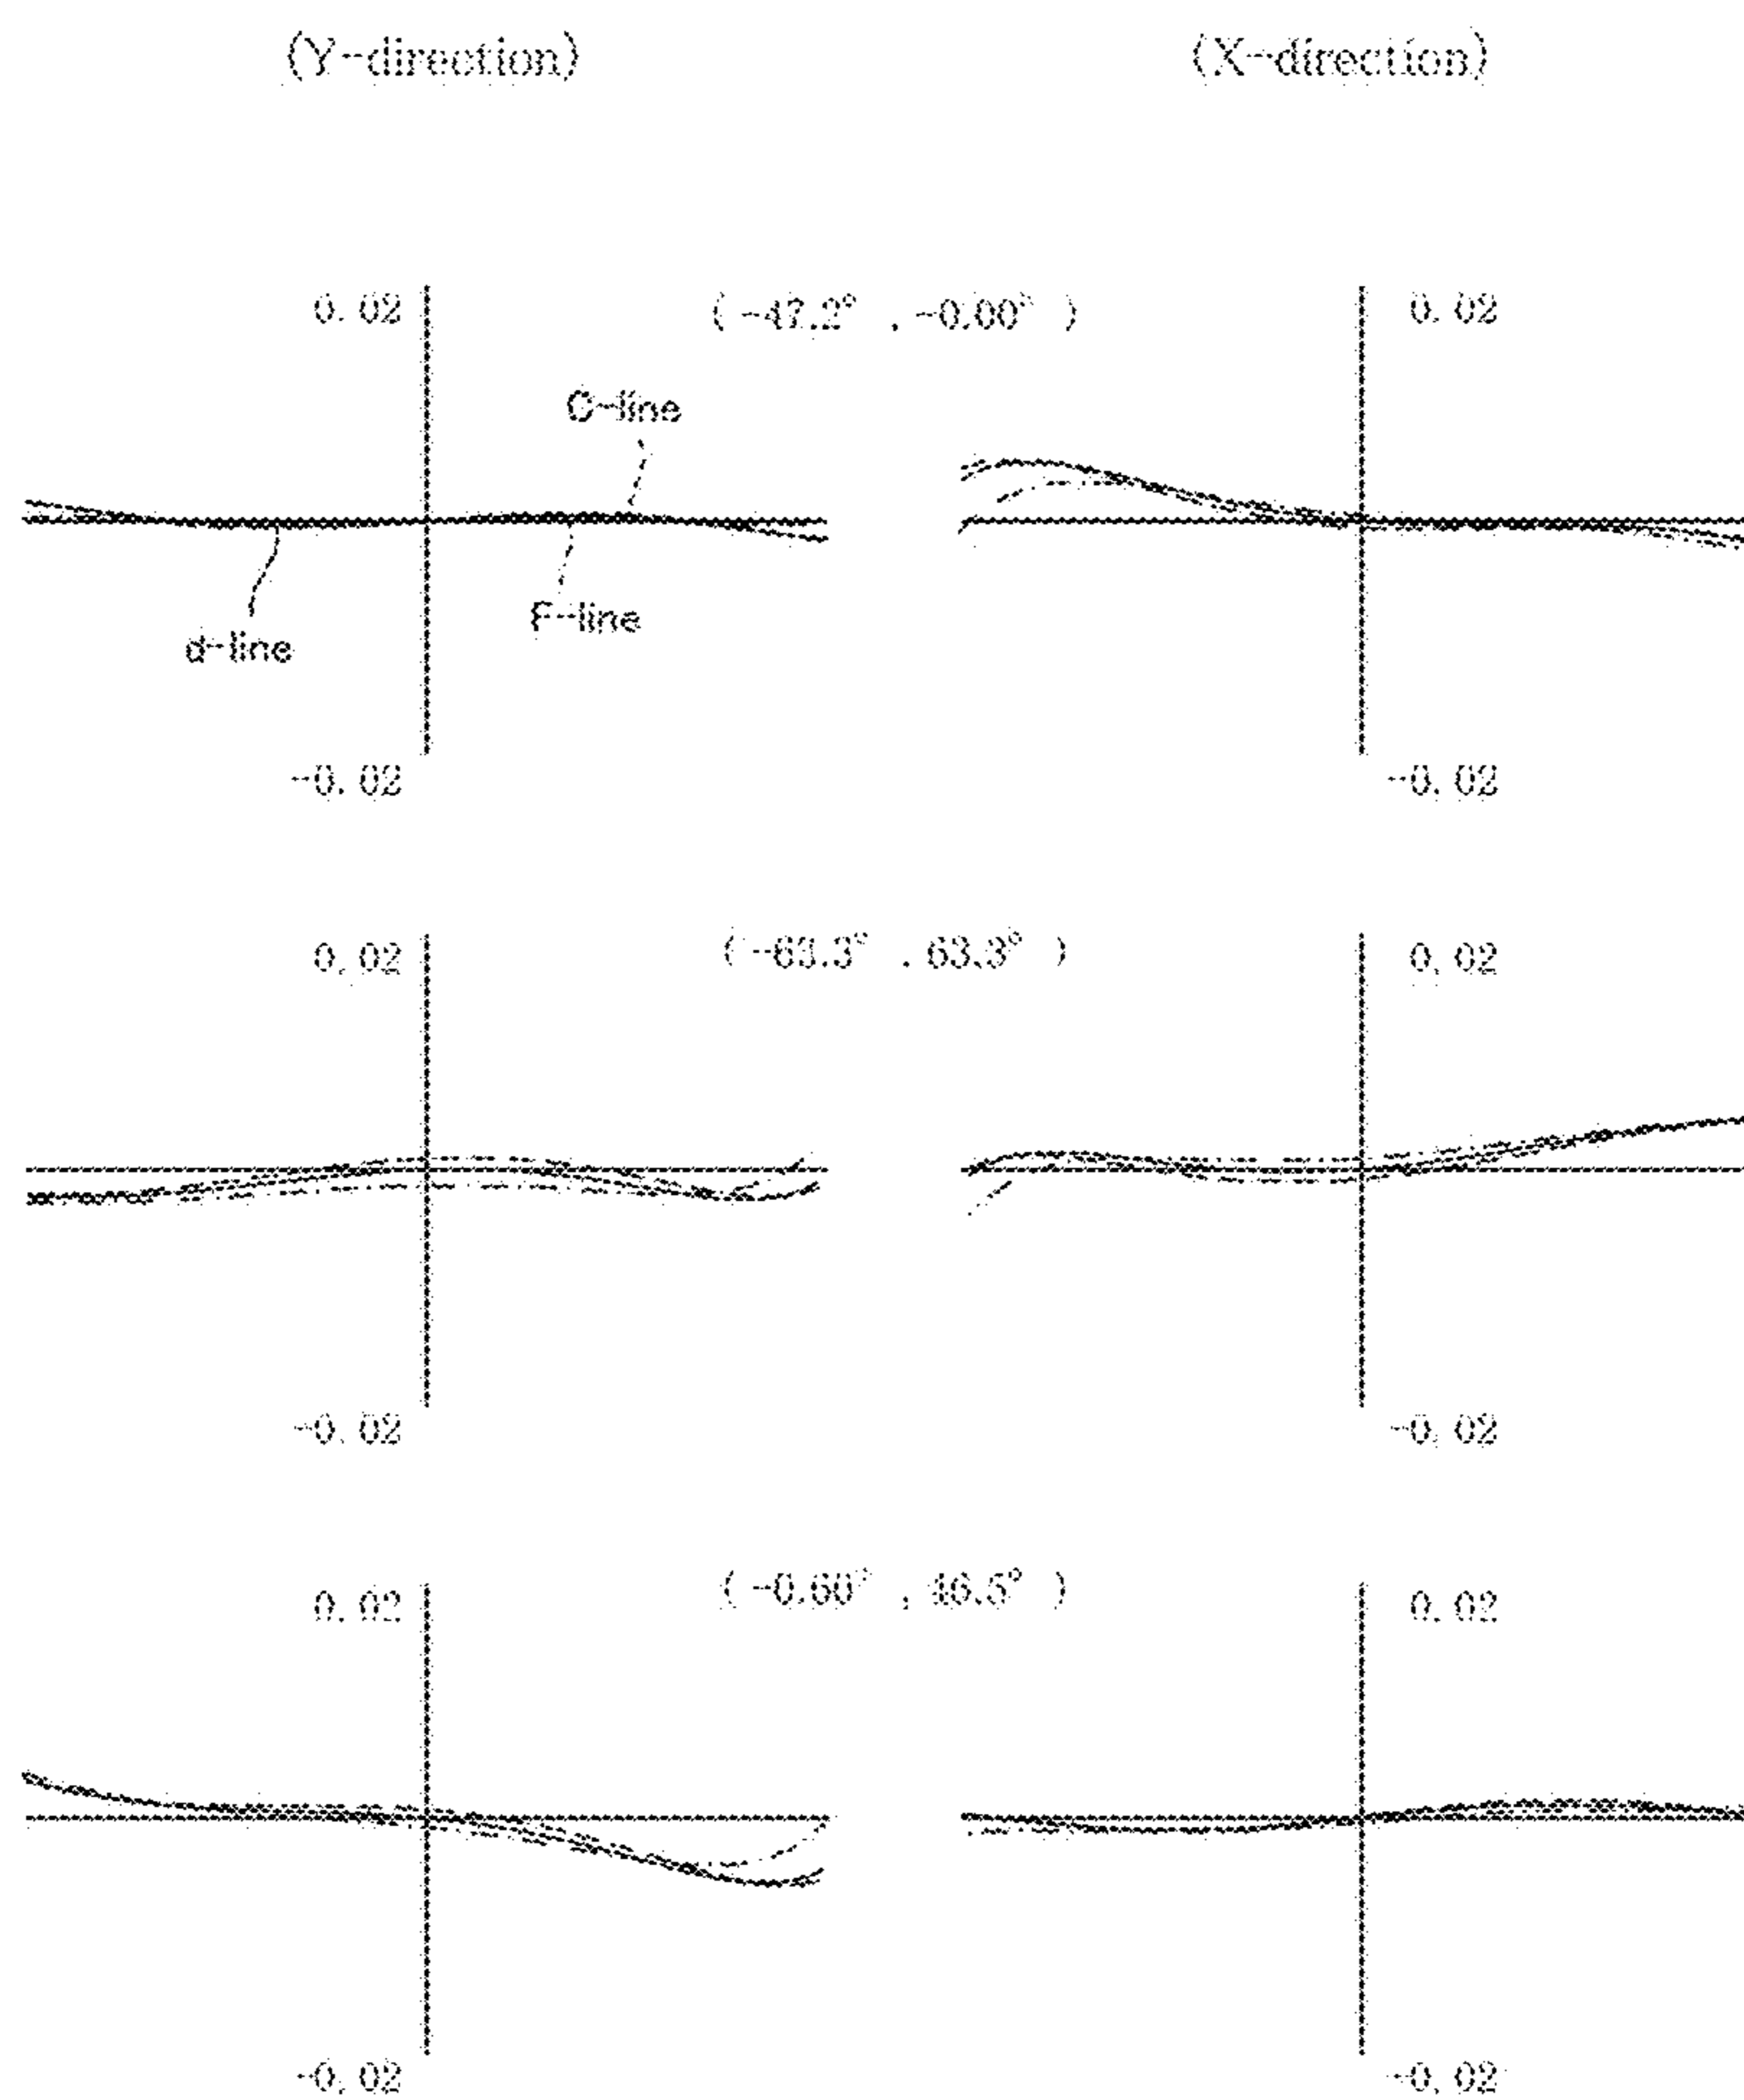 (Y-direction) (X-direction)
0.02 ( -47.2° , -0.00° ) 0.02
C-line
F-line
d-line
-0.02 -0.02
0.02 ( -63.3° , 63.3° ) 0.02
-0.02 -0.02
0.02 ( -0.60° , 46.5° ) 0.02
-0.02 -0.02